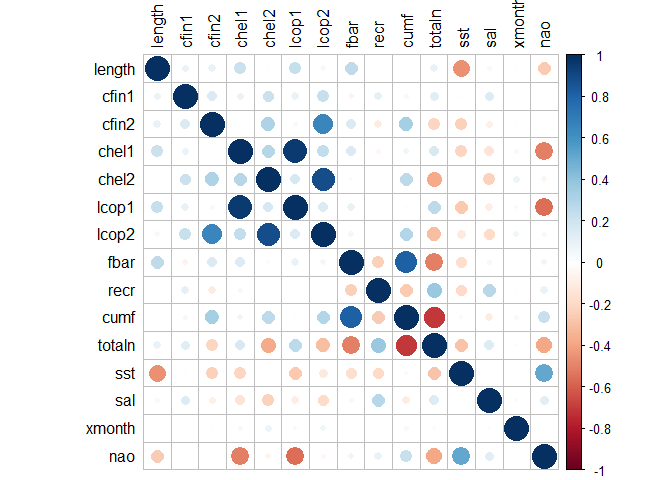 length cfin1 cfin2 chel1 chel2 lcop1 lcop2 fbar recr cumf totaln sst sal xmonth nao
length
cfin1
cfin2
chel1
chel2
lcop1
lcop2
fbar
recr
cumf
totaln
sst
sal
xmonth
nao
1
0.8
0.6
0.4
0.2
0
-0.2
-0.4
-0.6
-0.8
-1